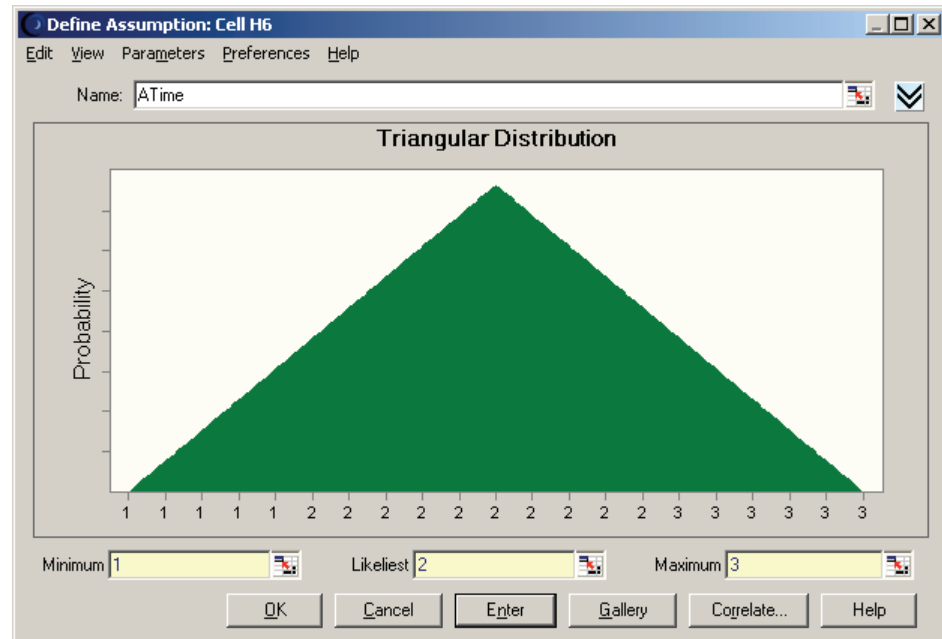 Define Assumption: Cell H6
Edit View Parameters Preferences Help
Name: ATime
Triangular Distribution
Probability
1 1 1 1 1 2 2 2 2 2 2 2 2 2 2 3 3 3 3 3 3
Minimum 1 Likeliest 2 Maximum 3
OK Cancel Enter Gallery Correlate... Help